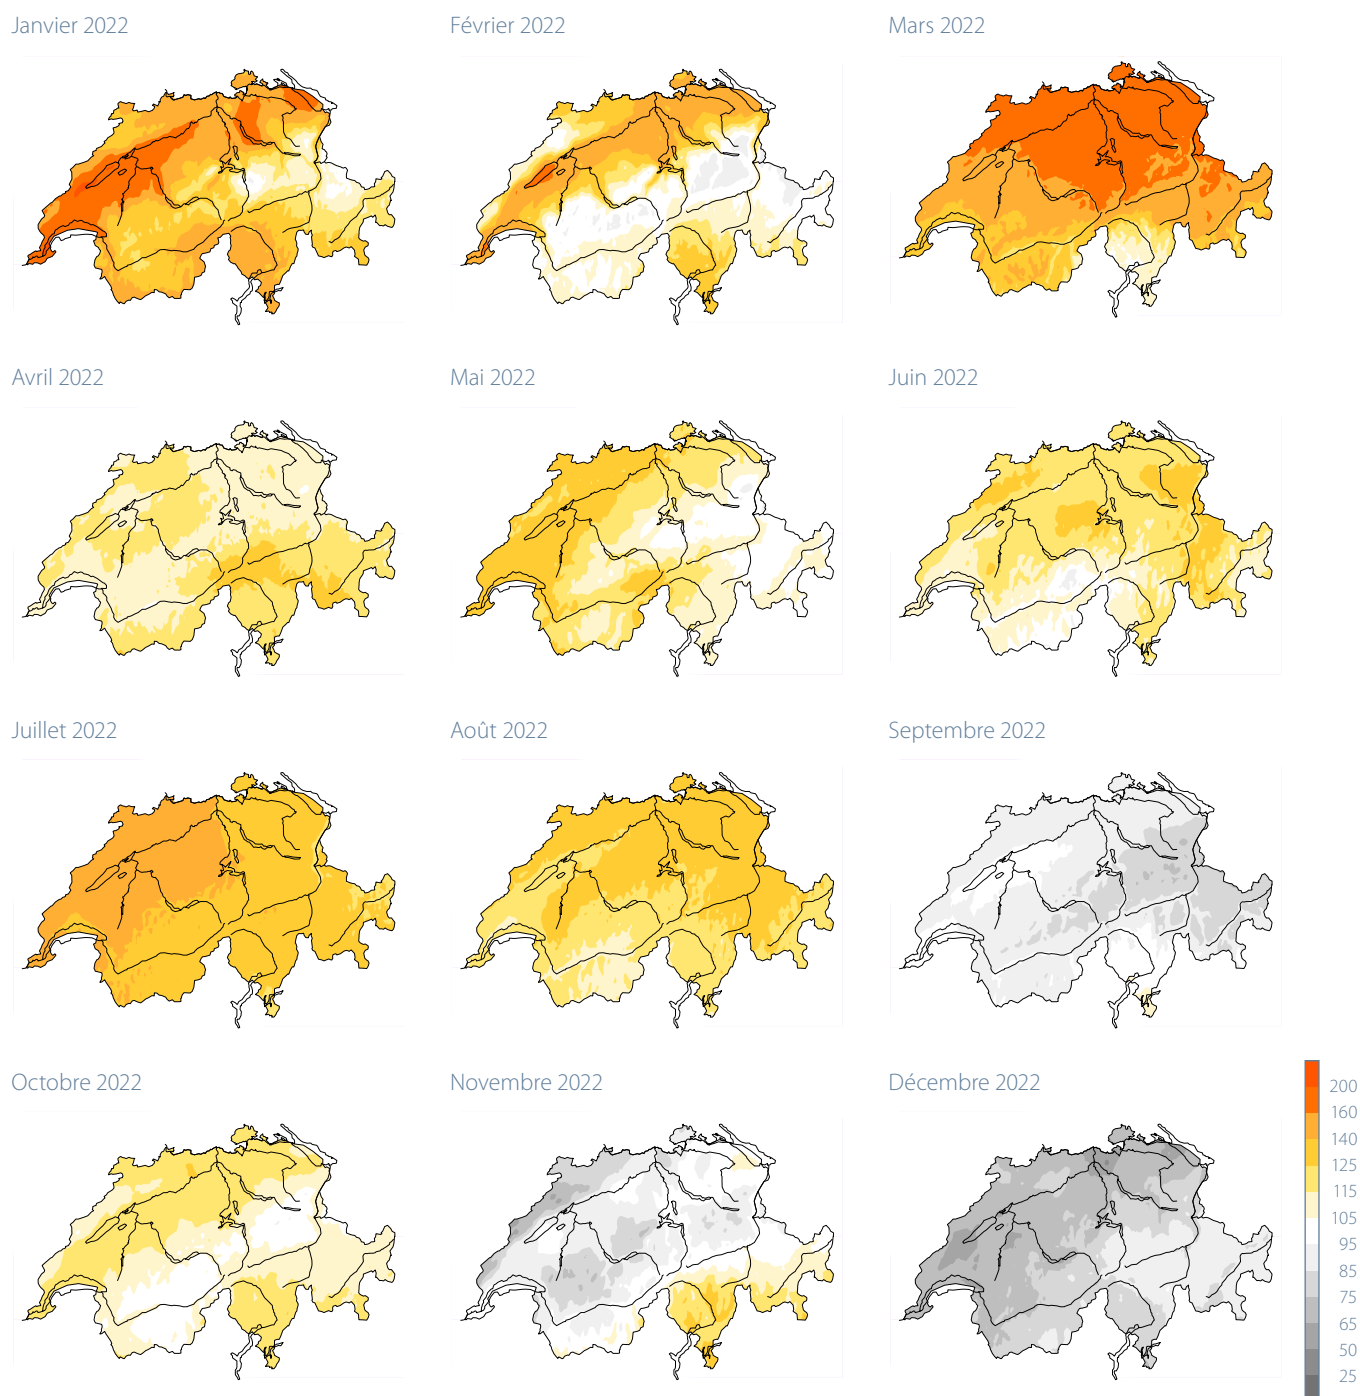 Janvier 2022
Février 2022
Mars 2022
Avril 2022
Mai 2022
Juin 2022
Juillet 2022
Août 2022
Septembre 2022
Octobre 2022
Novembre 2022
Décembre 2022
200
160
140
125
115
105
95
85
75
65
50
25